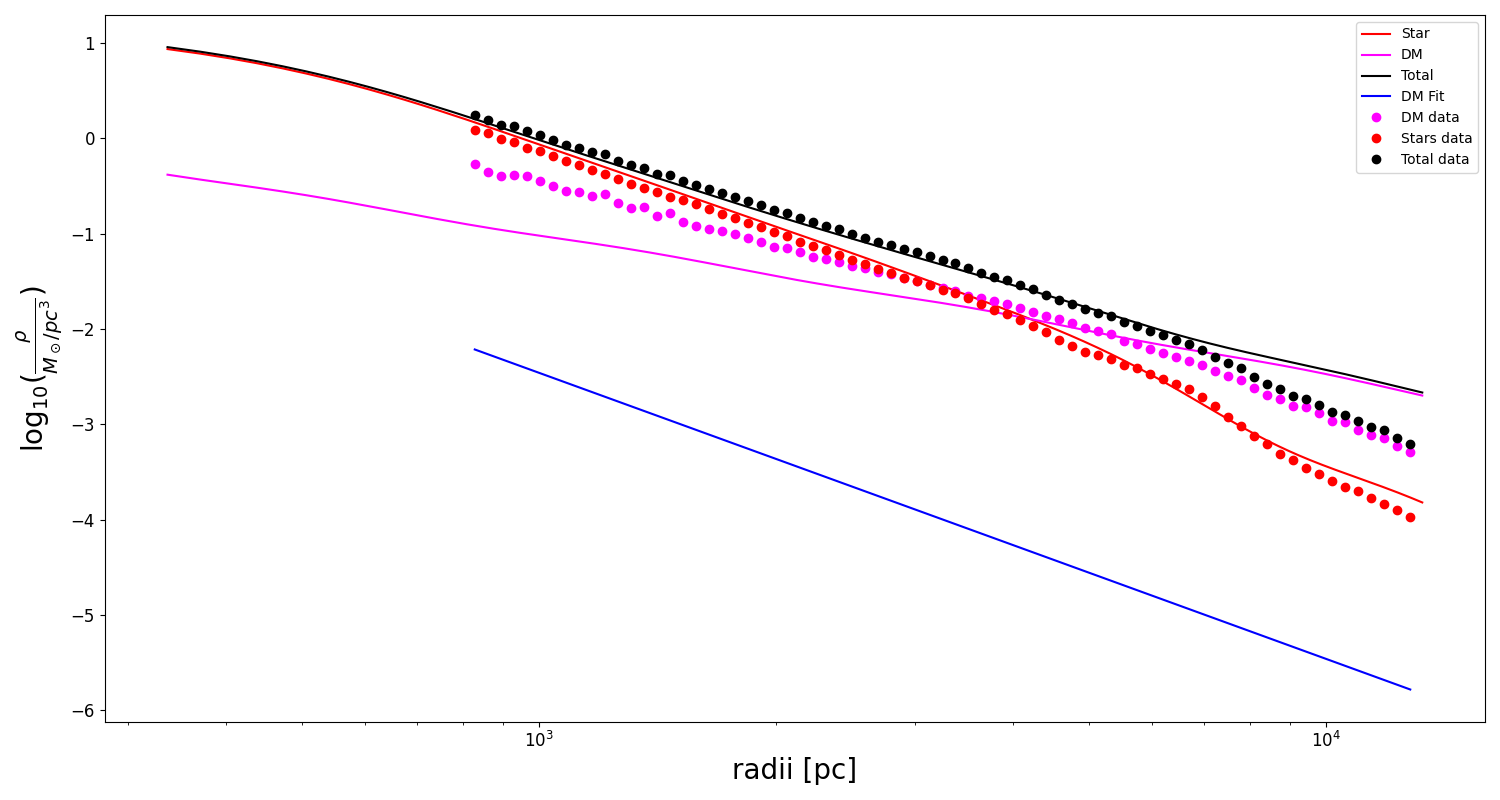 1
0
−1
−2
−3
−4
−5
−6
log₁₀(ρ / M⊙/pc³)
10³
10⁴
radii [pc]
Star
DM
Total
DM Fit
DM data
Stars data
Total data